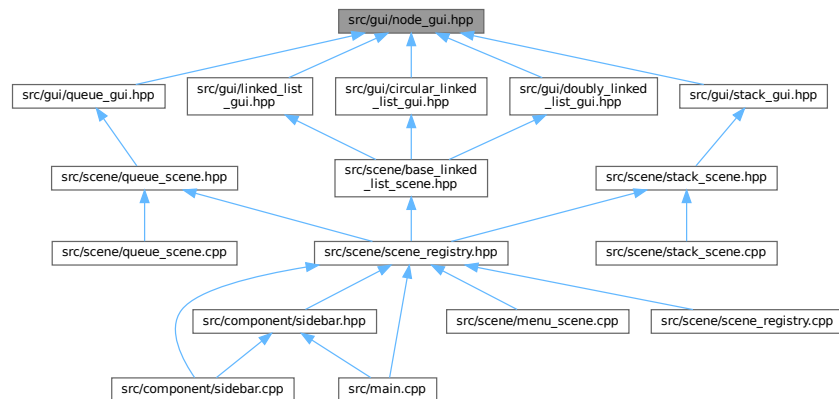 src/gui/node_gui.hpp
src/gui/queue_gui.hpp
src/gui/linked_list
_gui.hpp
src/gui/circular_linked
_list_gui.hpp
src/gui/doubly_linked
_list_gui.hpp
src/gui/stack_gui.hpp
src/scene/queue_scene.hpp
src/scene/base_linked
_list_scene.hpp
src/scene/stack_scene.hpp
src/scene/queue_scene.cpp
src/scene/scene_registry.hpp
src/scene/stack_scene.cpp
src/component/sidebar.hpp
src/scene/menu_scene.cpp
src/scene/scene_registry.cpp
src/component/sidebar.cpp
src/main.cpp